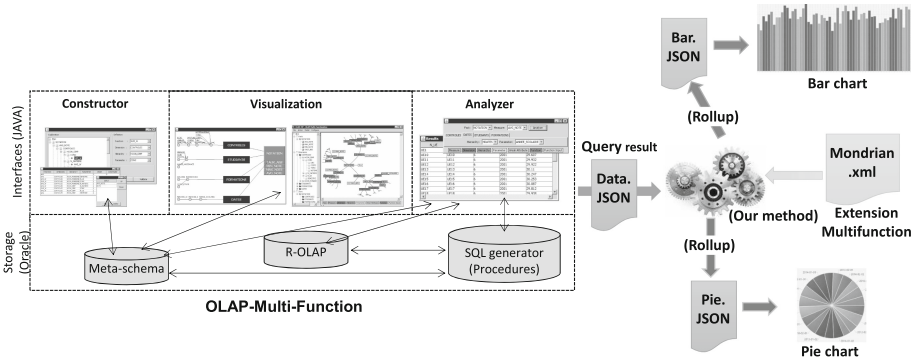 Bar.
JSON
Bar chart
(Rollup)
Interfaces (JAVA)
Constructor
Visualization
Analyzer
Query result
Data.
JSON
(Our method)
Mondrian
.xml
Extension
Multifunction
Storage
(Oracle)
Meta-schema
R-OLAP
SQL generator
(Procedures)
OLAP-Multi-Function
(Rollup)
Pie.
JSON
Pie chart